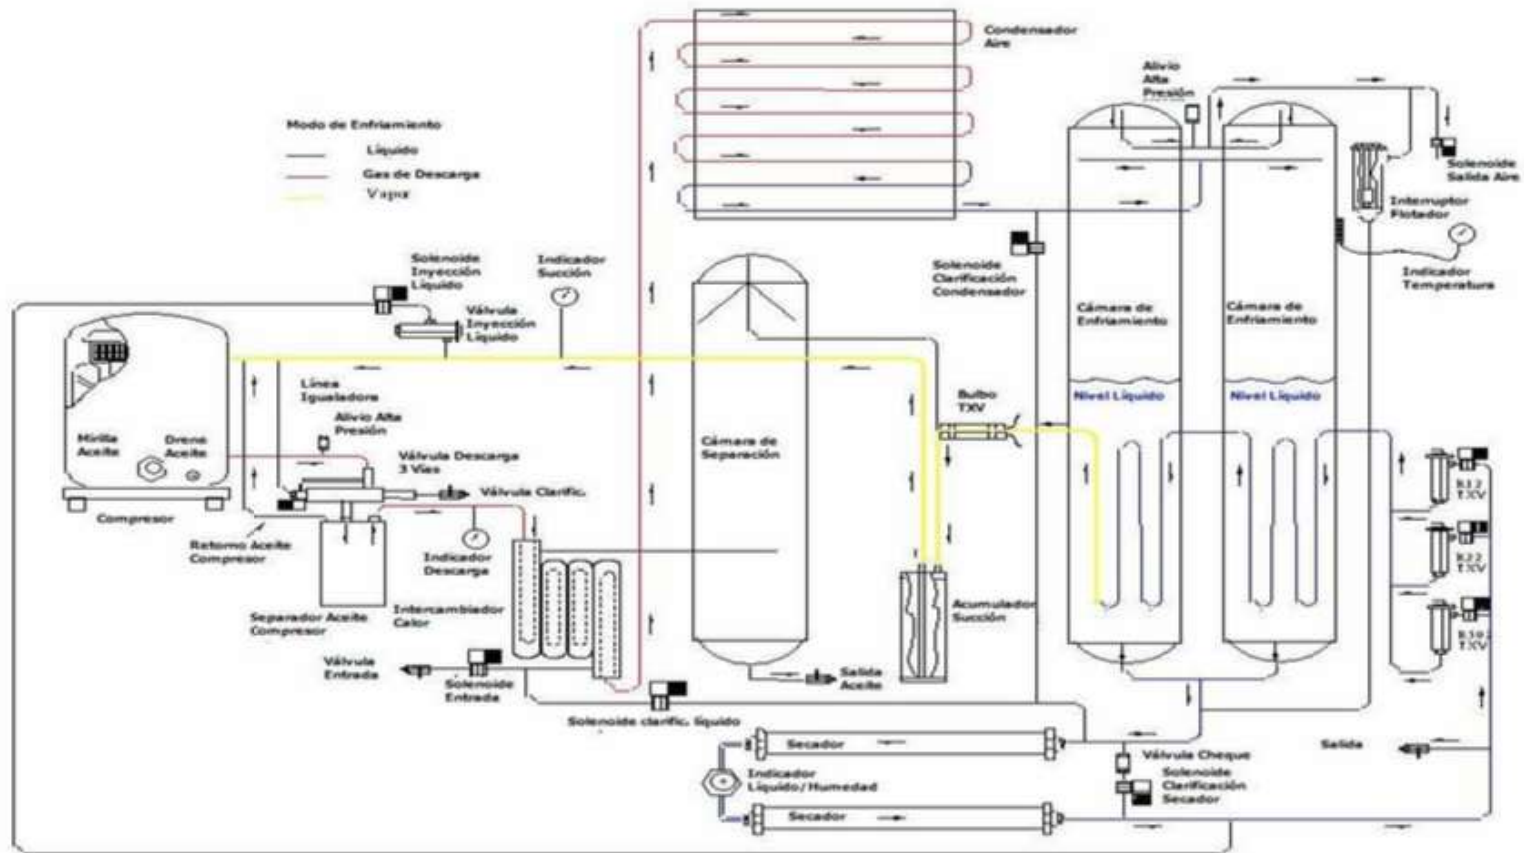 Condensador
Aire
Alivio
Alta
Presión
Modo de Enfriamiento
Líquido
Gas de Descarga
Vapor
Solenoide
Salida Aire
Interruptor
Flotador
Indicador
Temperatura
Solenoide
Clarificación
Condensador
Solenoide
Inyección
Líquido
Indicador
Succión
Válvula
Inyección
Líquido
Cámara de
Enfriamiento
Cámara de
Enfriamiento
Línea
Igualadora
Alivio Alta
Presión
Bulbo
TXV
Nivel Líquido
Nivel Líquido
Mirilla
Aceite
Dreno
Aceite
Cámara de
Separación
Válvula Descarga
3 Vías
Válvula Clarific.
Compresor
R12
TXV
Retorno Aceite
Compresor
Indicador
Descarga
R22
TXV
Separador Aceite
Compresor
Intercambiador
Calor
Acumulador
Succión
TXV
Válvula
Entrada
Solenoide
Entrada
Salida
Aceite
Solenoide clarific. líquido
Secador
Válvula Cheque
Salida
Indicador
Líquido/Humedad
Solenoide
Clarificación
Secador
Secador